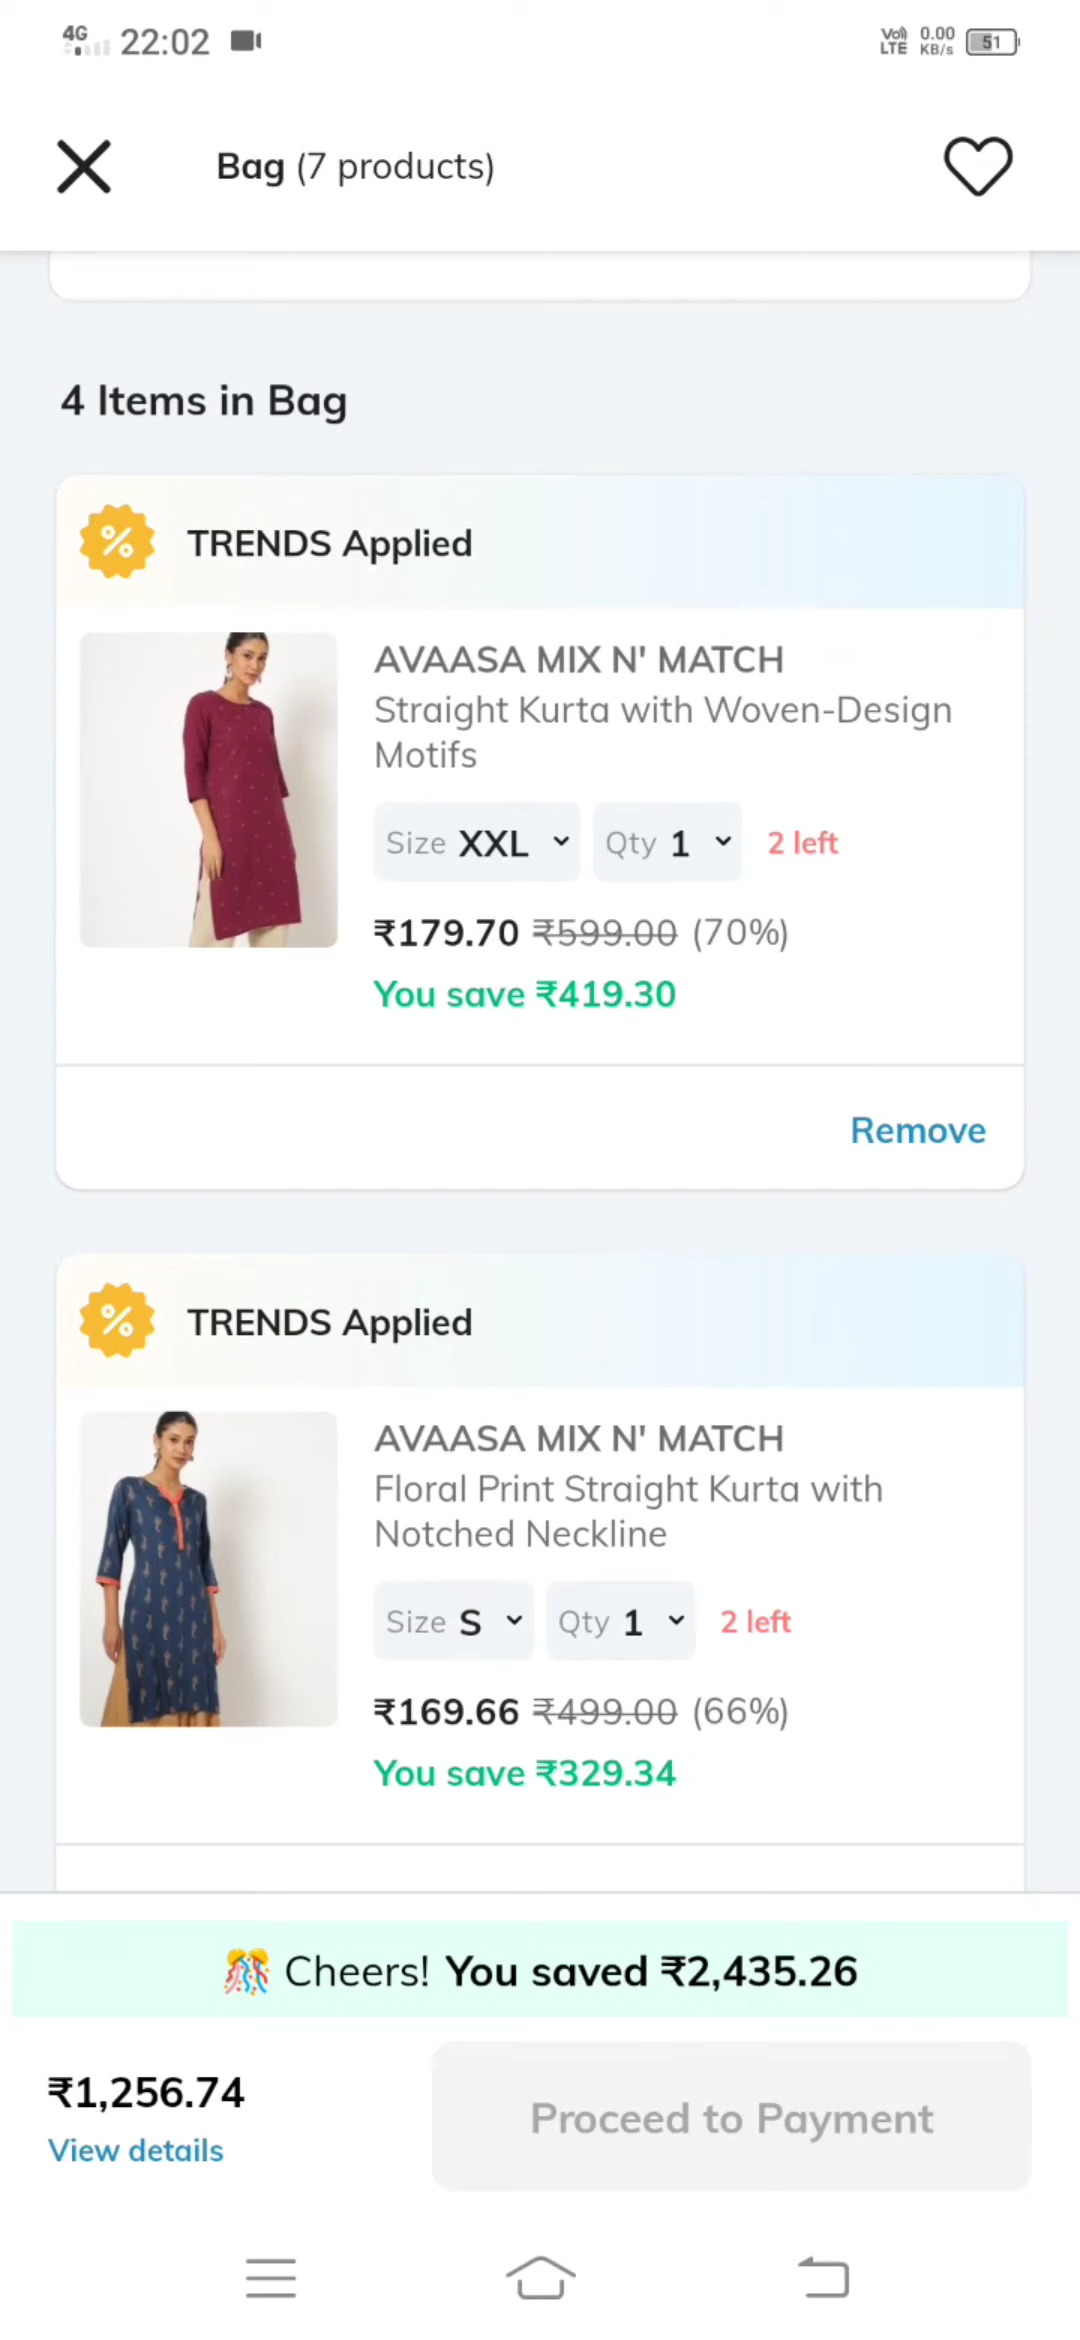 4G 22:02 Vo) LTE 0.00 KB/s 51
Bag (7 products)
4 Items in Bag
TRENDS Applied
AVAASA MIX N' MATCH
Straight Kurta with Woven-Design
Motifs
Size XXL Qty 1 2 left
₹179.70 ₹599.00 (70%)
You save ₹419.30
Remove
TRENDS Applied
AVAASA MIX N' MATCH
Floral Print Straight Kurta with
Notched Neckline
Size S Qty 1 2 left
₹169.66 ₹499.00 (66%)
You save ₹329.34
Cheers! You saved ₹2,435.26
₹1,256.74
View details
Proceed to Payment